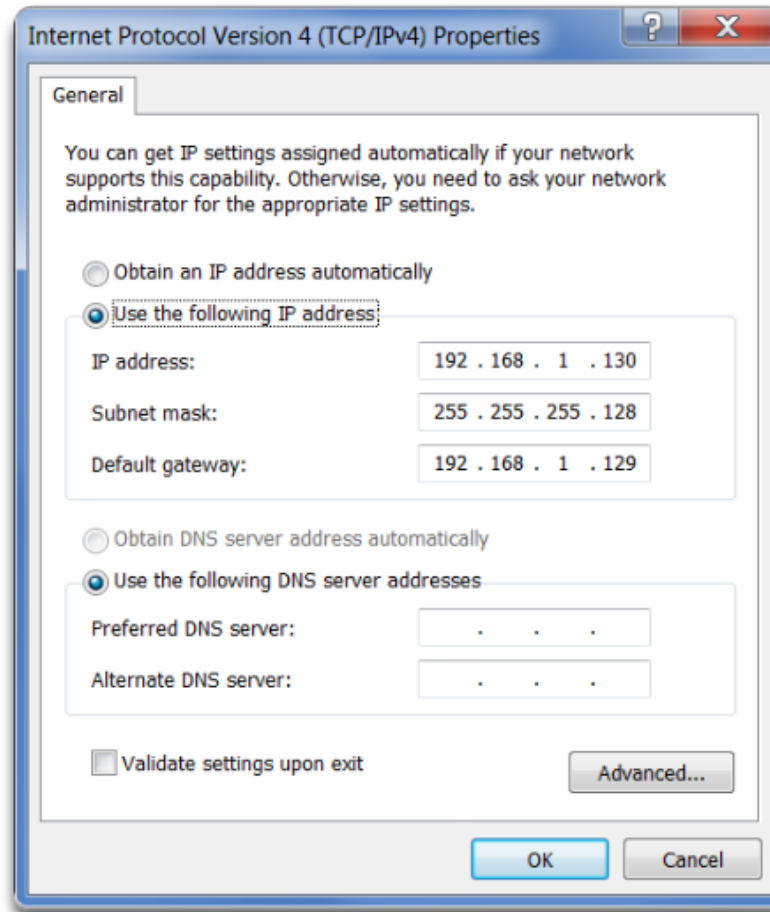 Internet Protocol Version 4 (TCP/IPv4) Properties
General
You can get IP settings assigned automatically if your network
supports this capability. Otherwise, you need to ask your network
administrator for the appropriate IP settings.
Obtain an IP address automatically
Use the following IP address
IP address: 192 . 168 . 1 . 130
Subnet mask: 255 . 255 . 255 . 128
Default gateway: 192 . 168 . 1 . 129
Obtain DNS server address automatically
Use the following DNS server addresses
Preferred DNS server: . . .
Alternate DNS server: . . .
Validate settings upon exit
Advanced...
OK Cancel